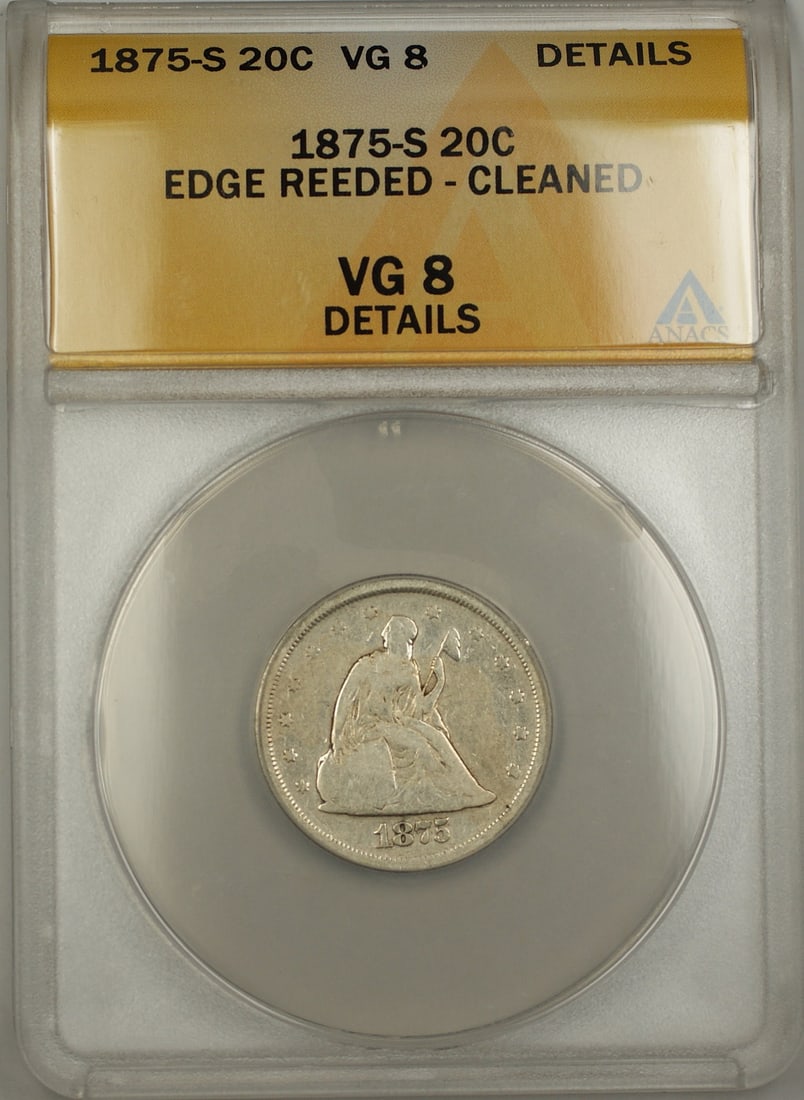 1875-S 20C VG 8 DETAILS
1875-S 20C
EDGE REEDED - CLEANED
VG 8
DETAILS
ANACS
1875